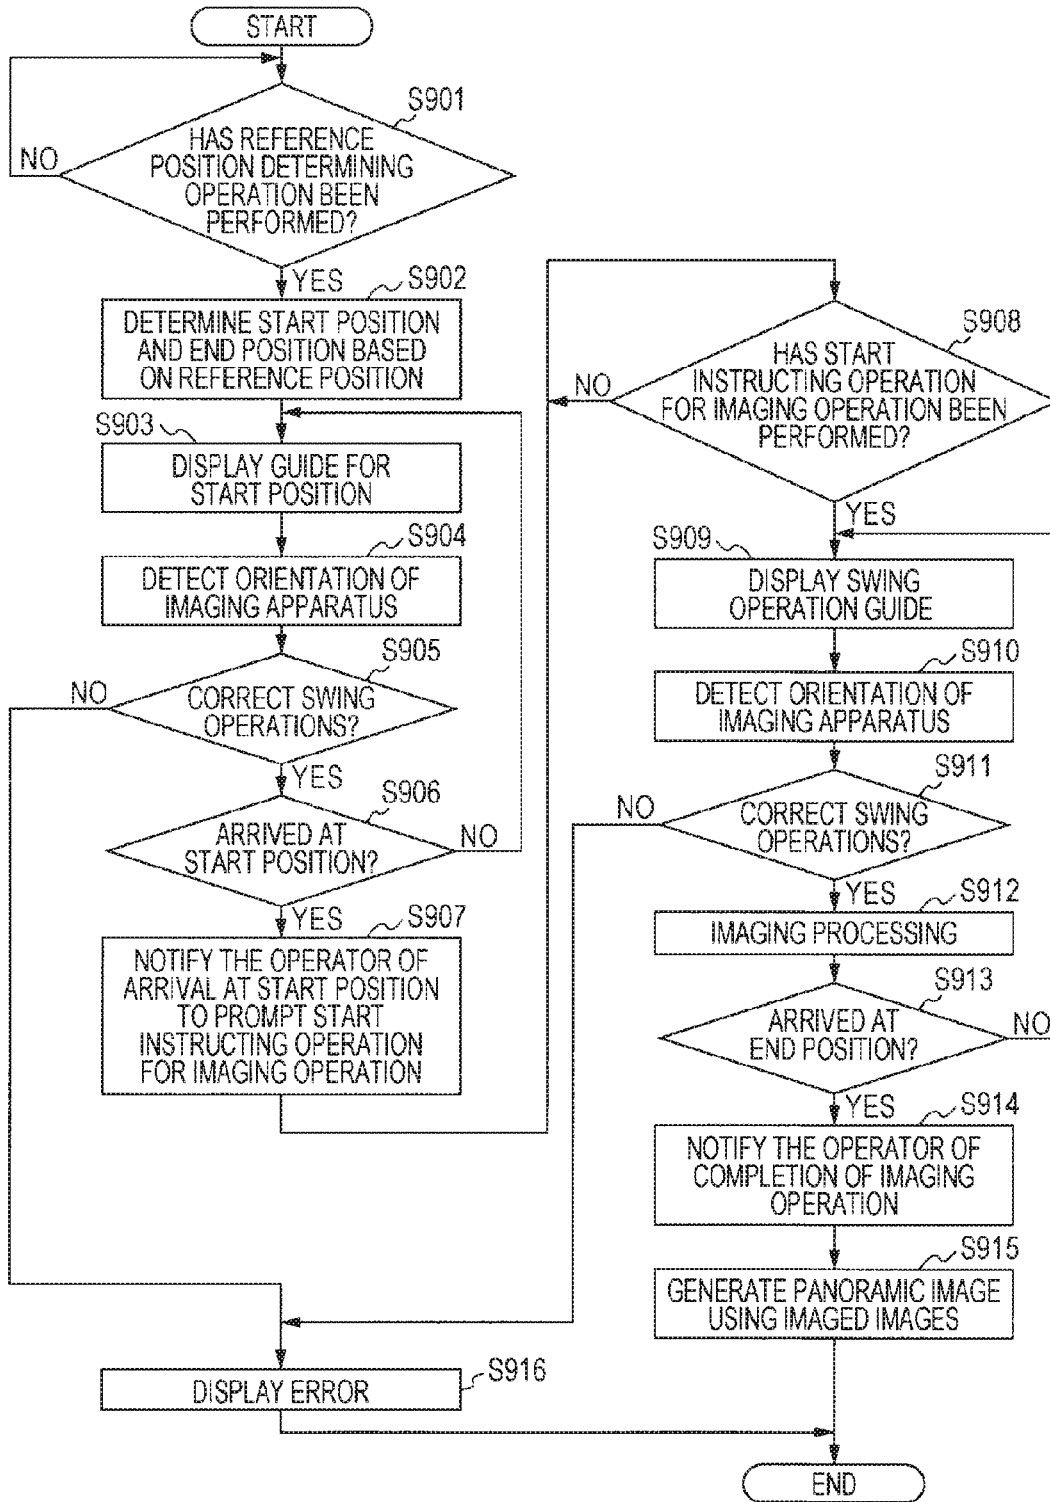 START
S901
HAS REFERENCE
POSITION DETERMINING
OPERATION BEEN
PERFORMED?
NO
YES
S902
DETERMINE START POSITION
AND END POSITION BASED
ON REFERENCE POSITION
S903
DISPLAY GUIDE FOR
START POSITION
S904
DETECT ORIENTATION OF
IMAGING APPARATUS
S905
NO
CORRECT SWING
OPERATIONS?
YES
S906
ARRIVED AT
START POSITION?
NO
YES
S907
NOTIFY THE OPERATOR OF
ARRIVAL AT START POSITION
TO PROMPT START
INSTRUCTING OPERATION
FOR IMAGING OPERATION
S908
HAS START
INSTRUCTING OPERATION
FOR IMAGING OPERATION BEEN
PERFORMED?
NO
YES
S909
DISPLAY SWING
OPERATION GUIDE
S910
DETECT ORIENTATION OF
IMAGING APPARATUS
S911
NO
CORRECT SWING
OPERATIONS?
YES
S912
IMAGING PROCESSING
S913
ARRIVED AT
END POSITION?
NO
YES
S914
NOTIFY THE OPERATOR OF
COMPLETION OF IMAGING
OPERATION
S915
GENERATE PANORAMIC IMAGE
USING IMAGED IMAGES
S916
DISPLAY ERROR
END